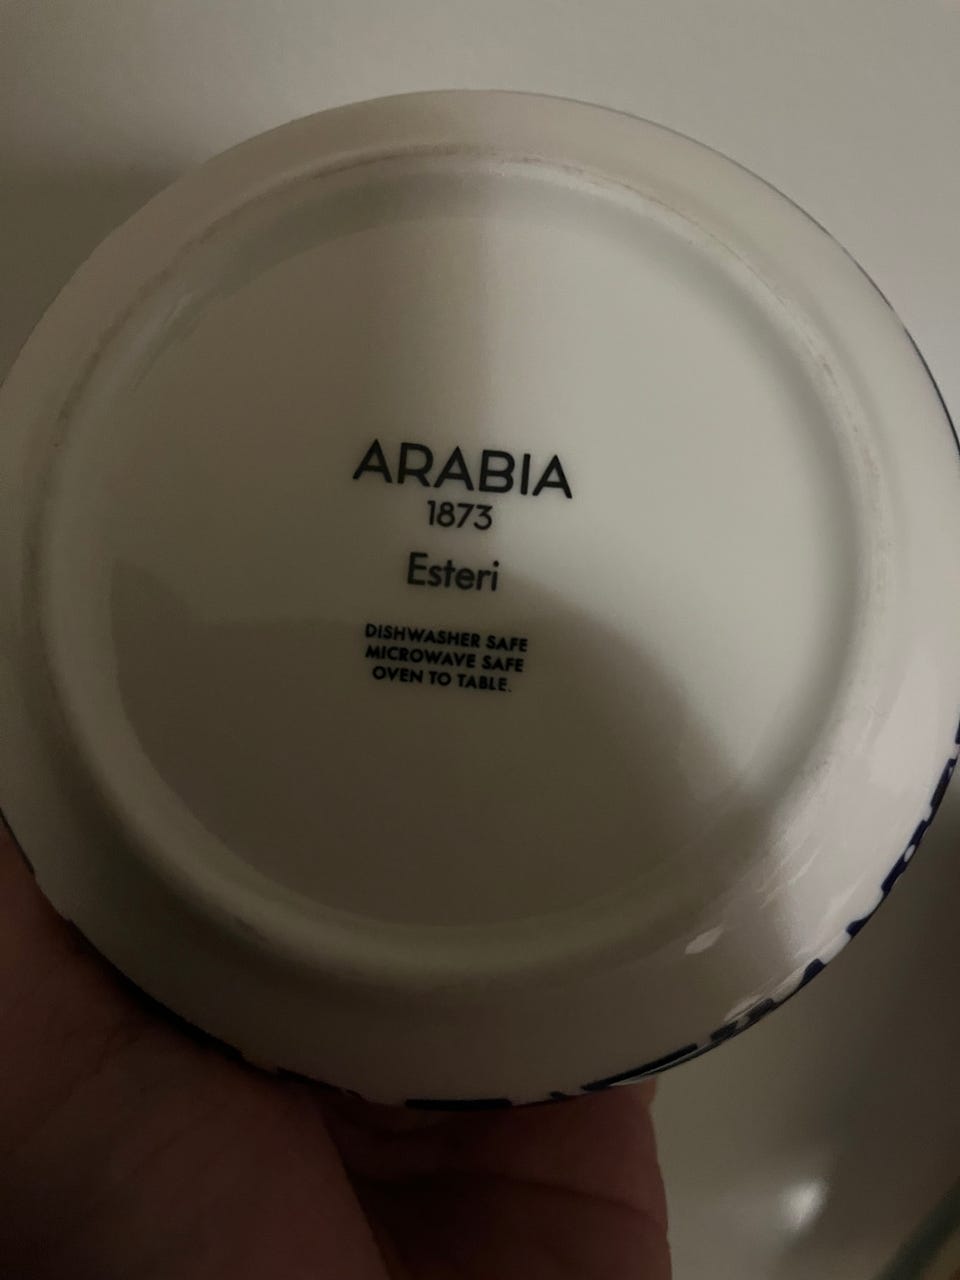 ARABIA
1873
Esteri
DISHWASHER SAFE
MICROWAVE SAFE
OVEN TO TABLE.